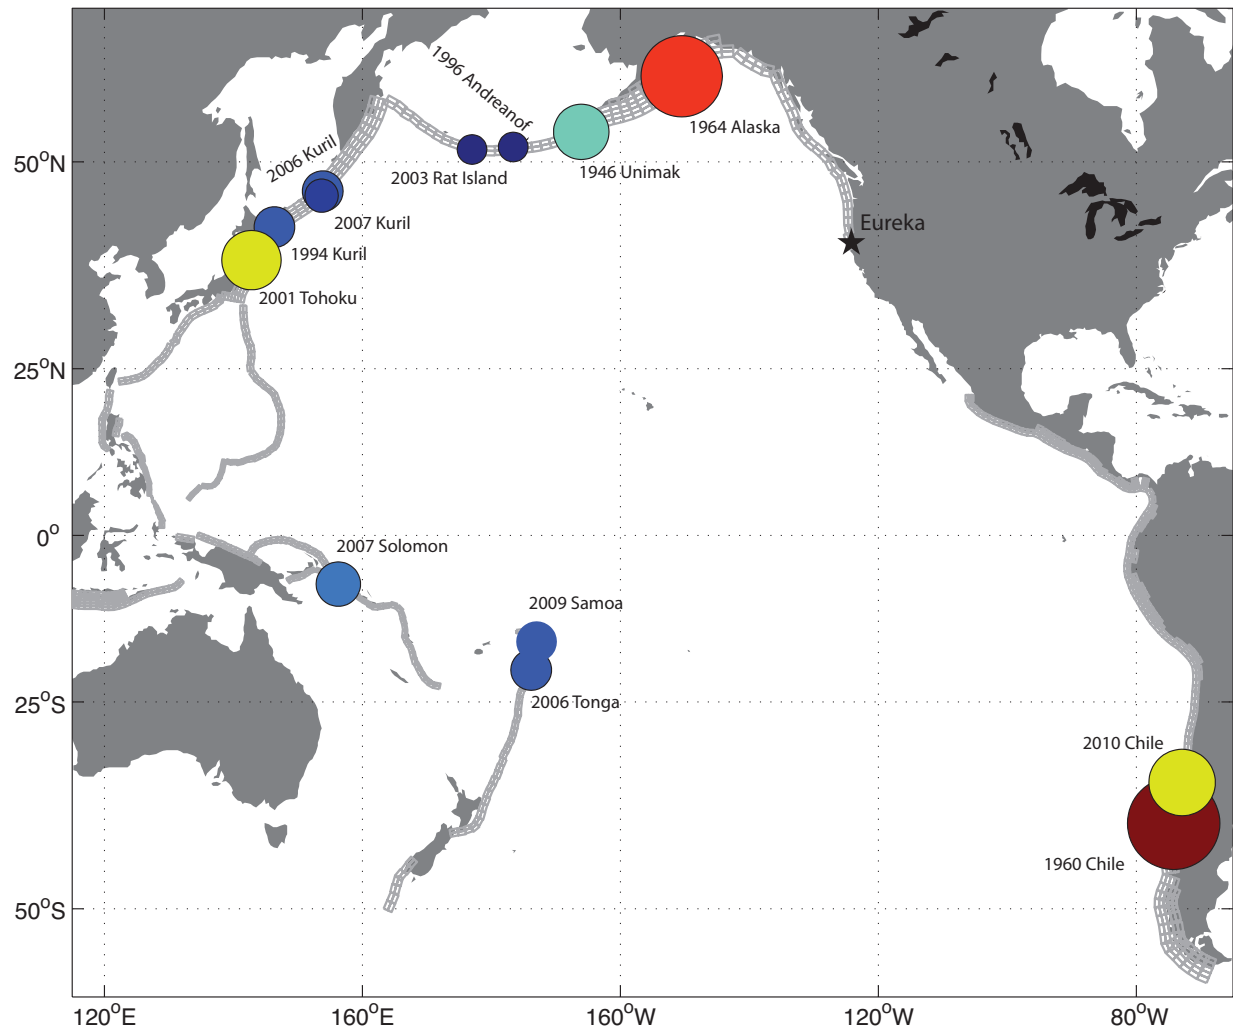 1996 Andreanof
1964 Alaska
50°N
2006 Kuril
2003 Rat Island
1946 Unimak
2007 Kuril
Eureka
1994 Kuril
2001 Tohoku
25°N
0°
2007 Solomon
2009 Samoa
25°S
2006 Tonga
2010 Chile
1960 Chile
50°S
120°E
160°E
160°W
120°W
80°W